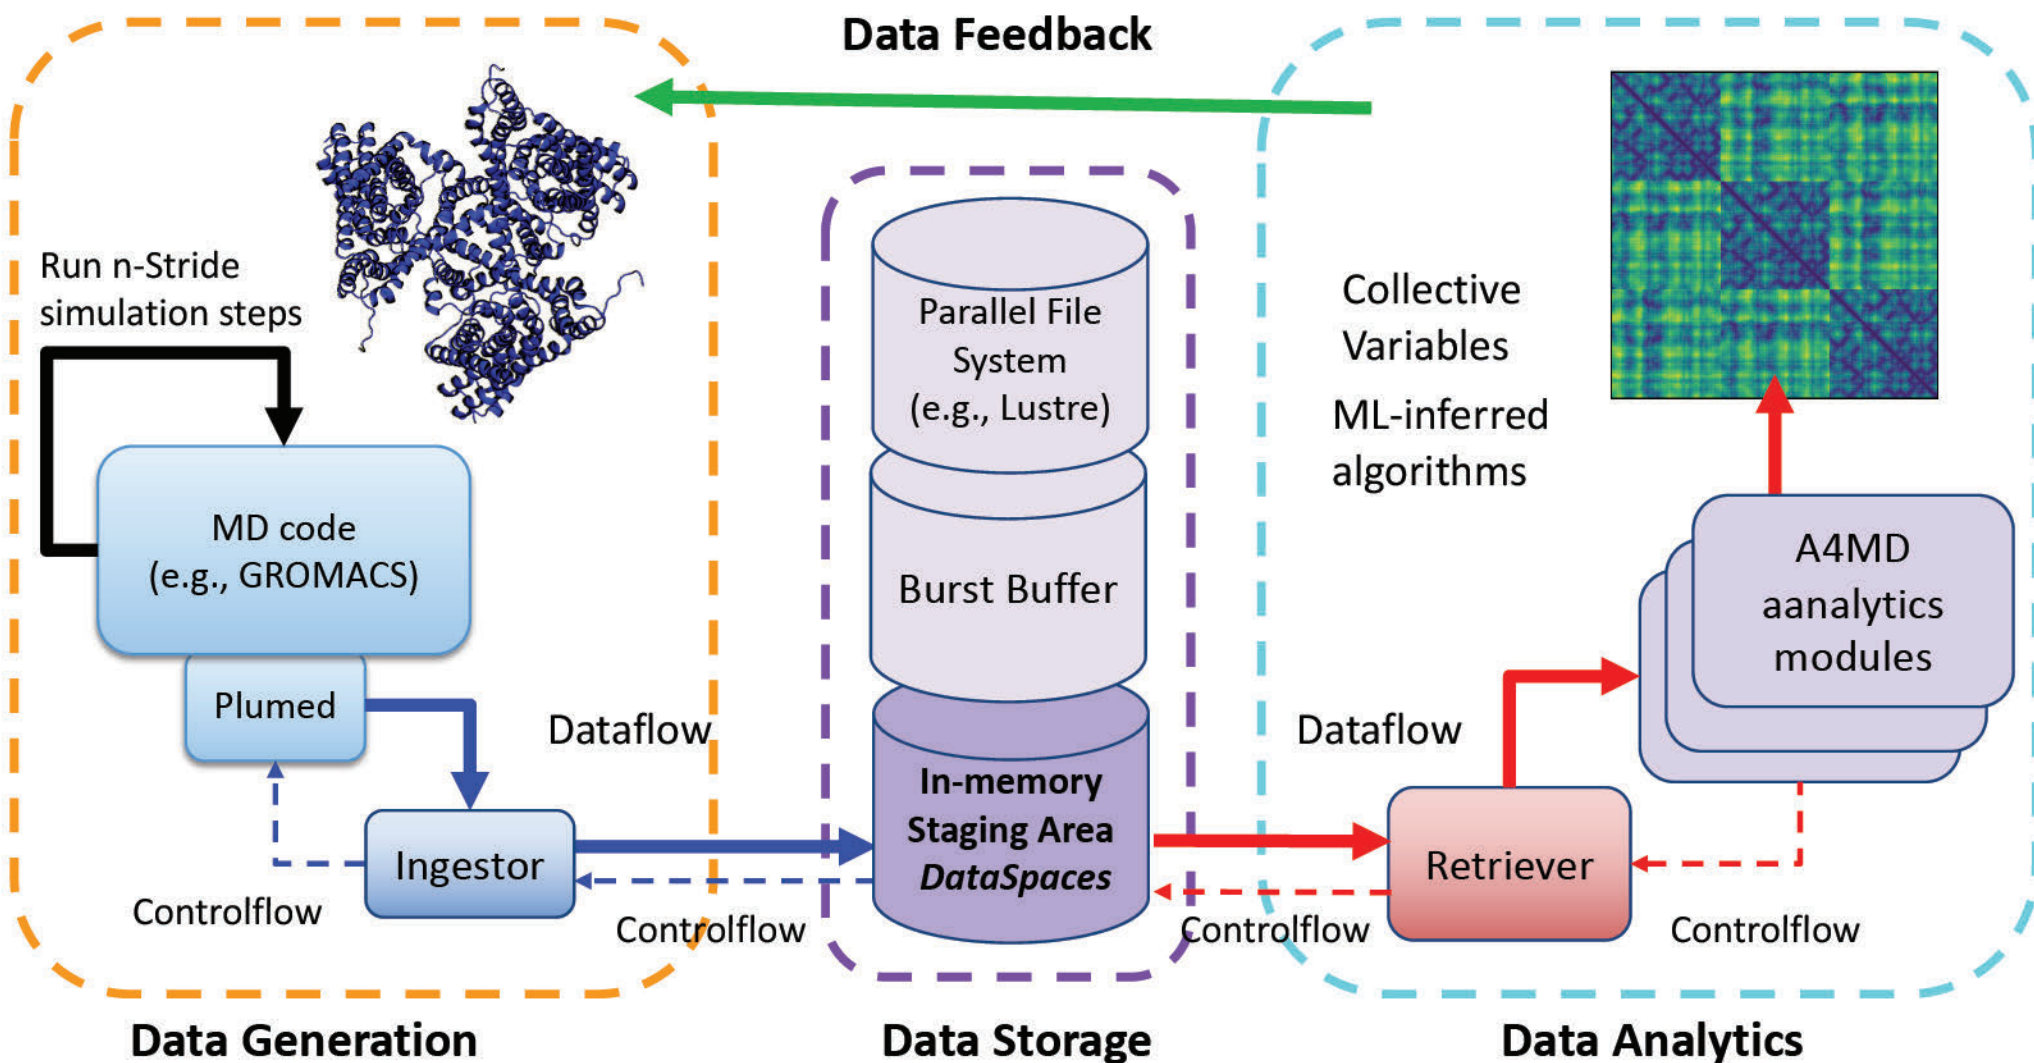 Data Feedback
Run n-Stride
simulation steps
MD code
(e.g., GROMACS)
Plumed
Ingestor
Dataflow
Controlflow
Controlflow
Data Generation
Parallel File
System
(e.g., Lustre)
Burst Buffer
In-memory
Staging Area
DataSpaces
Data Storage
Collective
Variables
ML-inferred
algorithms
A4MD
aanalytics
modules
Dataflow
Retriever
Controlflow
Controlflow
Data Analytics